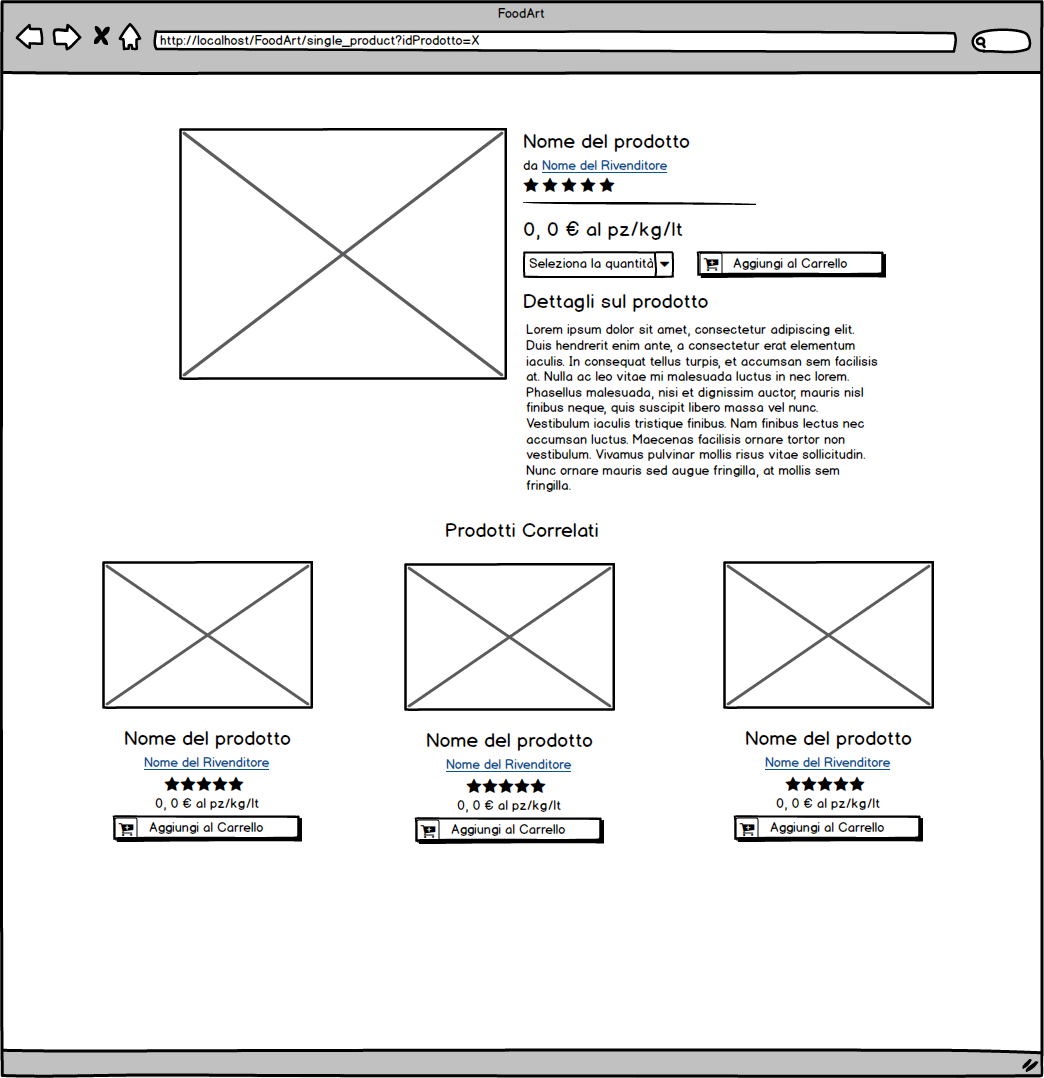 FoodArt
http://localhost/FoodArt/single_product?idProdotto=X
Nome del prodotto
da Nome del Rivenditore
0, 0 € al pz/kg/lt
Seleziona la quantità
Aggiungi al Carrello
Dettagli sul prodotto
Lorem ipsum dolor sit amet, consectetur adipiscing elit.
Duis hendrerit enim ante, a consectetur erat elementum
iaculis. In consequat tellus turpis, et accumsan sem facilisis
at. Nulla ac leo vitae mi malesuada luctus in nec lorem.
Phasellus malesuada, nisi et dignissim auctor, mauris nisl
finibus neque, quis suscipit libero massa vel nunc.
Vestibulum iaculis tristique finibus. Nam finibus lectus nec
accumsan luctus. Maecenas facilisis ornare tortor non
vestibulum. Vivamus pulvinar mollis risus vitae sollicitudin.
Nunc ornare mauris sed augue fringilla, at mollis sem
fringilla.
Prodotti Correlati
Nome del prodotto
Nome del Rivenditore
0, 0 € al pz/kg/lt
Aggiungi al Carrello
Nome del prodotto
Nome del Rivenditore
0, 0 € al pz/kg/lt
Aggiungi al Carrello
Nome del prodotto
Nome del Rivenditore
0, 0 € al pz/kg/lt
Aggiungi al Carrello